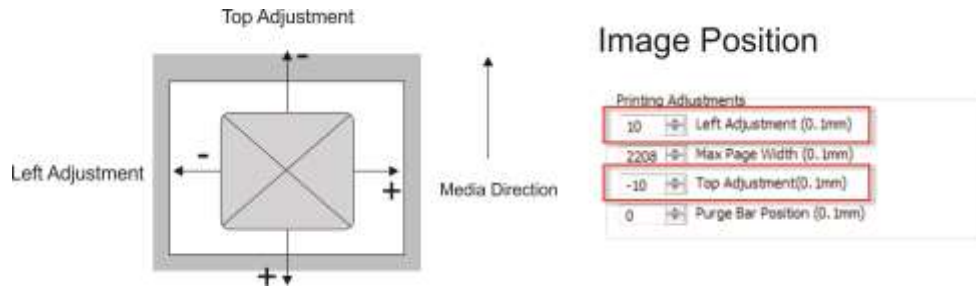 Top Adjustment
-
Left Adjustment
-
+
+
Media Direction
Image Position
Printing Adjustments
10 Left Adjustment (0.1mm)
2208 Max Page Width (0.1mm)
-10 Top Adjustment(0.1mm)
0 Purge Bar Position (0.1mm)